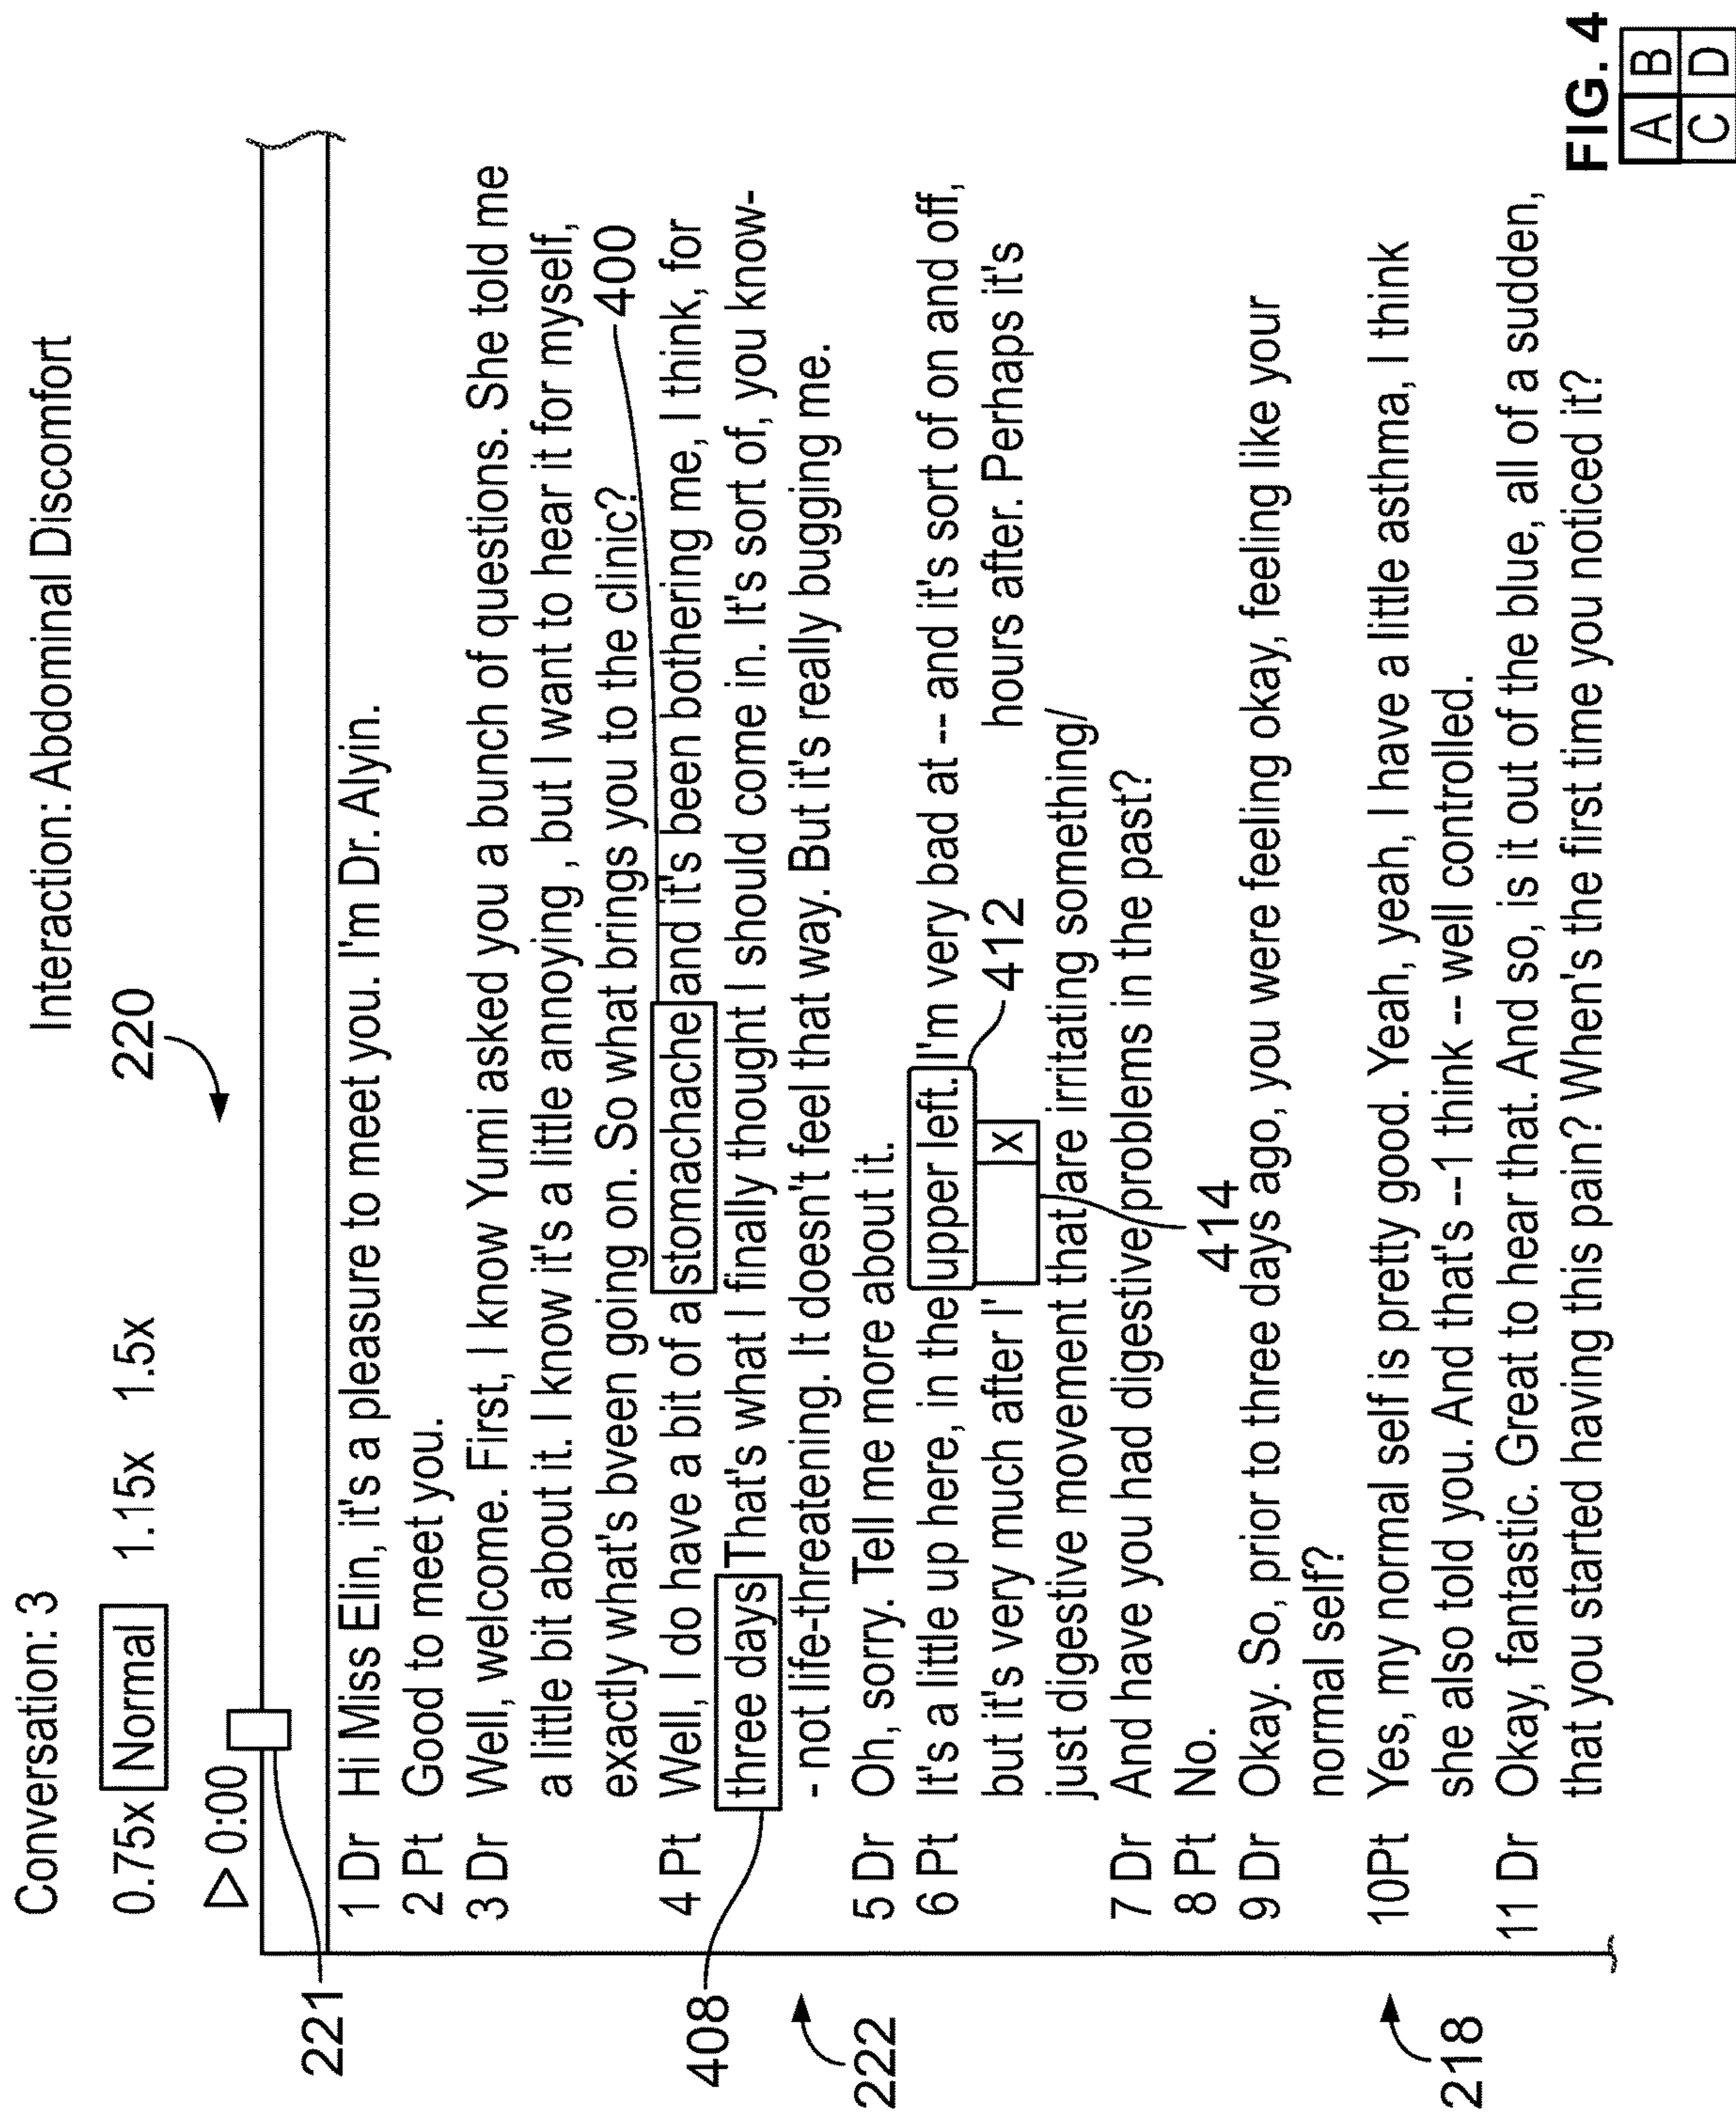 Conversation: 3
Interaction: Abdominal Discomfort
0.75x Normal 1.15x 1.5x
220
0:00
221
1 Dr Hi Miss Elin, it's a pleasure to meet you. I'm Dr. Alyin.
2 Pt Good to meet you.
3 Dr Well, welcome. First, I know Yumi asked you a bunch of questions. She told me
a little bit about it. I know it's a little annoying , but I want to hear it for myself,
exactly what's bveen going on. So what brings you to the clinic?
400
4 Pt Well, I do have a bit of a stomachache and it's been bothering me, I think, for
three days That's what I finally thought I should come in. It's sort of, you know-
- not life-threatening. It doesn't feel that way. But it's really bugging me.
408
222
5 Dr Oh, sorry. Tell me more about it.
6 Pt It's a little up here, in the upper left. I'm very bad at -- and it's sort of on and off,
but it's very much after I' X 412 hours after. Perhaps it's
just digestive movement that are irritating something/
7 Dr And have you had digestive problems in the past?
8 Pt No.
414
9 Dr Okay. So, prior to three days ago, you were feeling okay, feeling like your
normal self?
10Pt Yes, my normal self is pretty good. Yeah, yeah, I have a little asthma, I think
she also told you. And that's --1 think -- well controlled.
218
11 Dr Okay, fantastic. Great to hear that. And so, is it out of the blue, all of a sudden,
that you started having this pain? When's the first time you noticed it?
FIG. 4
A B
C D